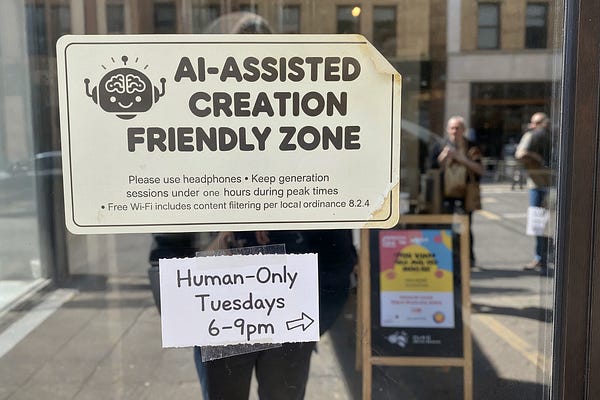 AI-ASSISTED
CREATION
FRIENDLY ZONE
Please use headphones • Keep generation
sessions under one hours during peak times
• Free Wi-Fi includes content filtering per local ordinance 8.2.4
Human-Only
Tuesdays
6-9pm